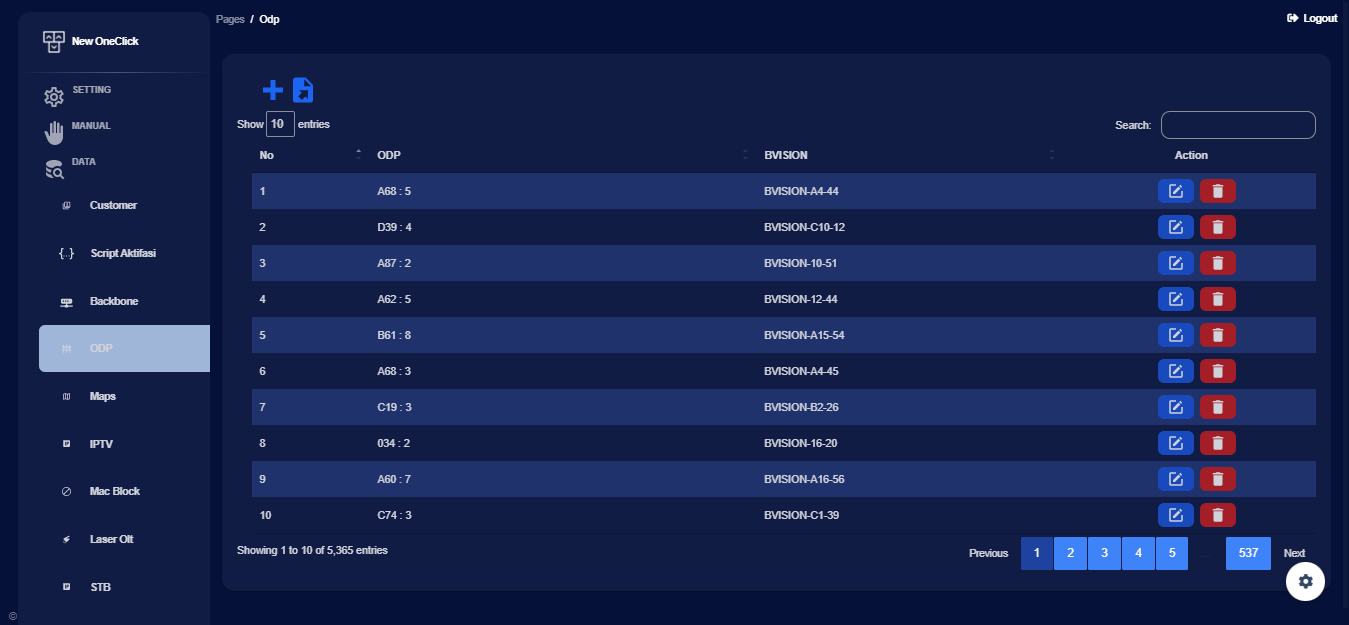 Pages / Odp
Logout
New OneClick
SETTING
MANUAL
DATA
Customer
Script Aktifasi
Backbone
ODP
Maps
IPTV
Mac Block
Laser Olt
STB
©
Show 10 entries
Search:
No ODP BVISION Action
1 A68 : 5 BVISION-A4-44
2 D39 : 4 BVISION-C10-12
3 A87 : 2 BVISION-10-51
4 A62 : 5 BVISION-12-44
5 B61 : 8 BVISION-A15-54
6 A68 : 3 BVISION-A4-45
7 C19 : 3 BVISION-B2-26
8 034 : 2 BVISION-16-20
9 A60 : 7 BVISION-A16-56
10 C74 : 3 BVISION-C1-39
Showing 1 to 10 of 5,365 entries
Previous 1 2 3 4 5 … 537 Next